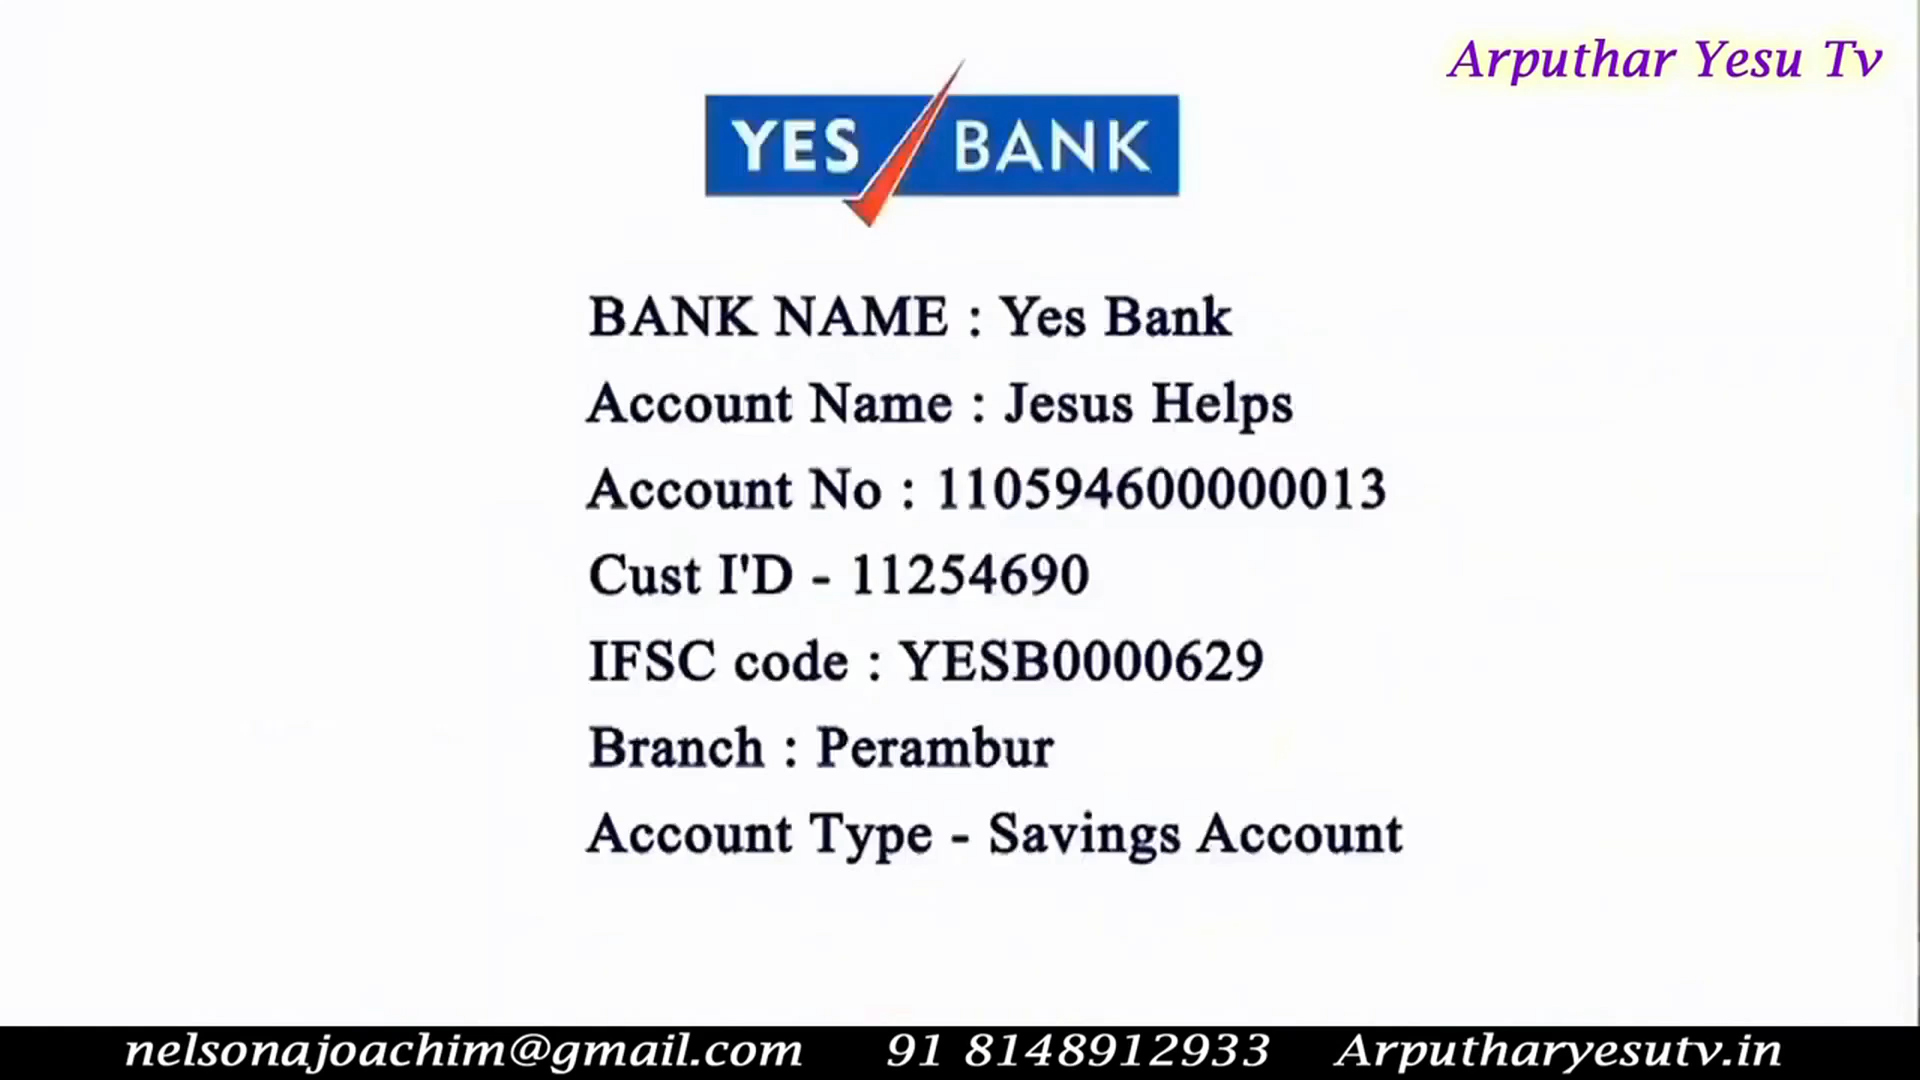 Arputhar Yesu Tv
YES BANK
BANK NAME : Yes Bank
Account Name : Jesus Helps
Account No : 110594600000013
Cust I'D - 11254690
IFSC code : YESB0000629
Branch : Perambur
Account Type - Savings Account
nelsonajoachim@gmail.com 91 8148912933 Arputharyesutv.in